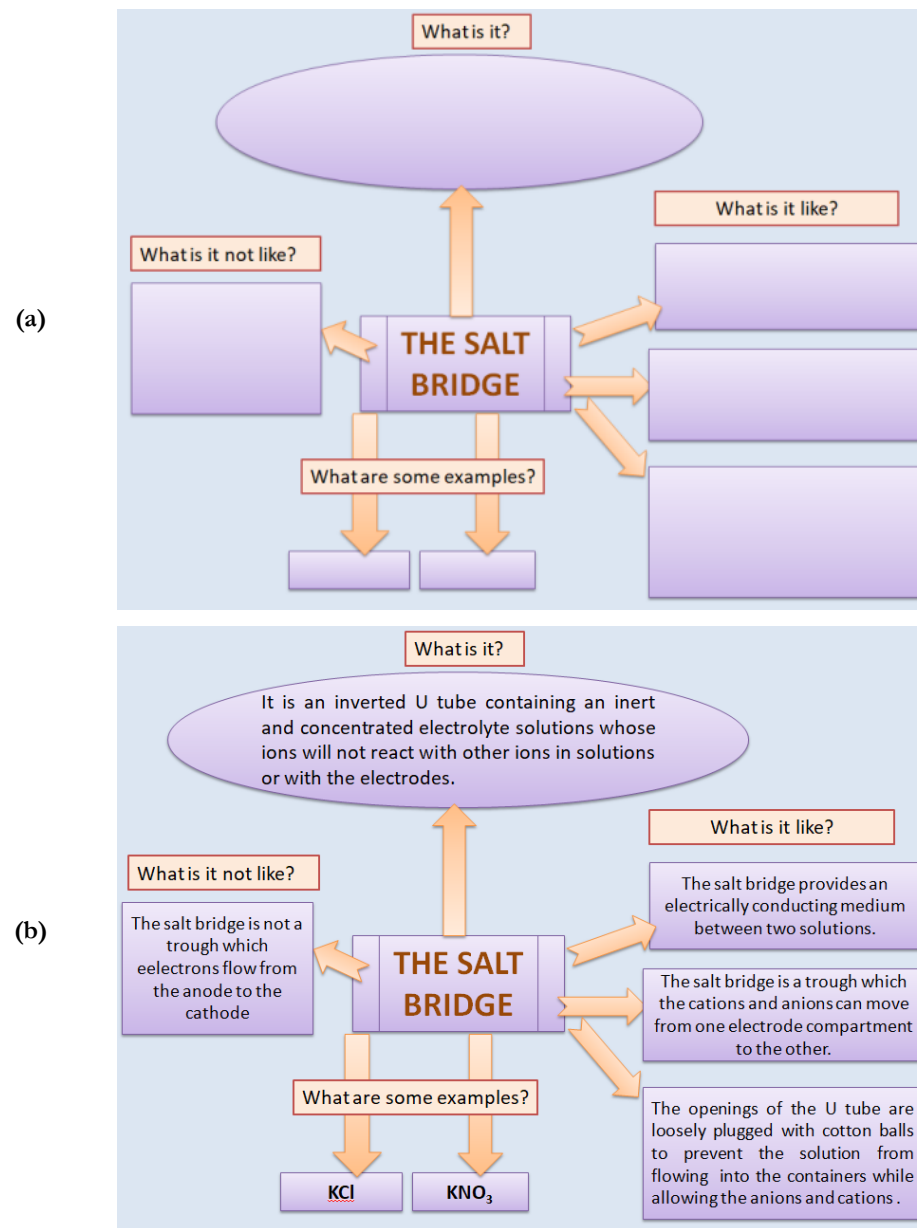 (a)
What is it?
What is it like?
What is it not like?
THE SALT
BRIDGE
What are some examples?
(b)
What is it?
It is an inverted U tube containing an inert
and concentrated electrolyte solutions whose
ions will not react with other ions in solutions
or with the electrodes.
What is it like?
What is it not like?
The salt bridge provides an
electrically conducting medium
between two solutions.
The salt bridge is not a
trough which
eelectrons flow from
the anode to the
cathode
THE SALT
BRIDGE
The salt bridge is a trough which
the cations and anions can move
from one electrode compartment
to the other.
What are some examples?
The openings of the U tube are
loosely plugged with cotton balls
to prevent the solution from
flowing into the containers while
allowing the anions and cations .
KCl
KNO₃